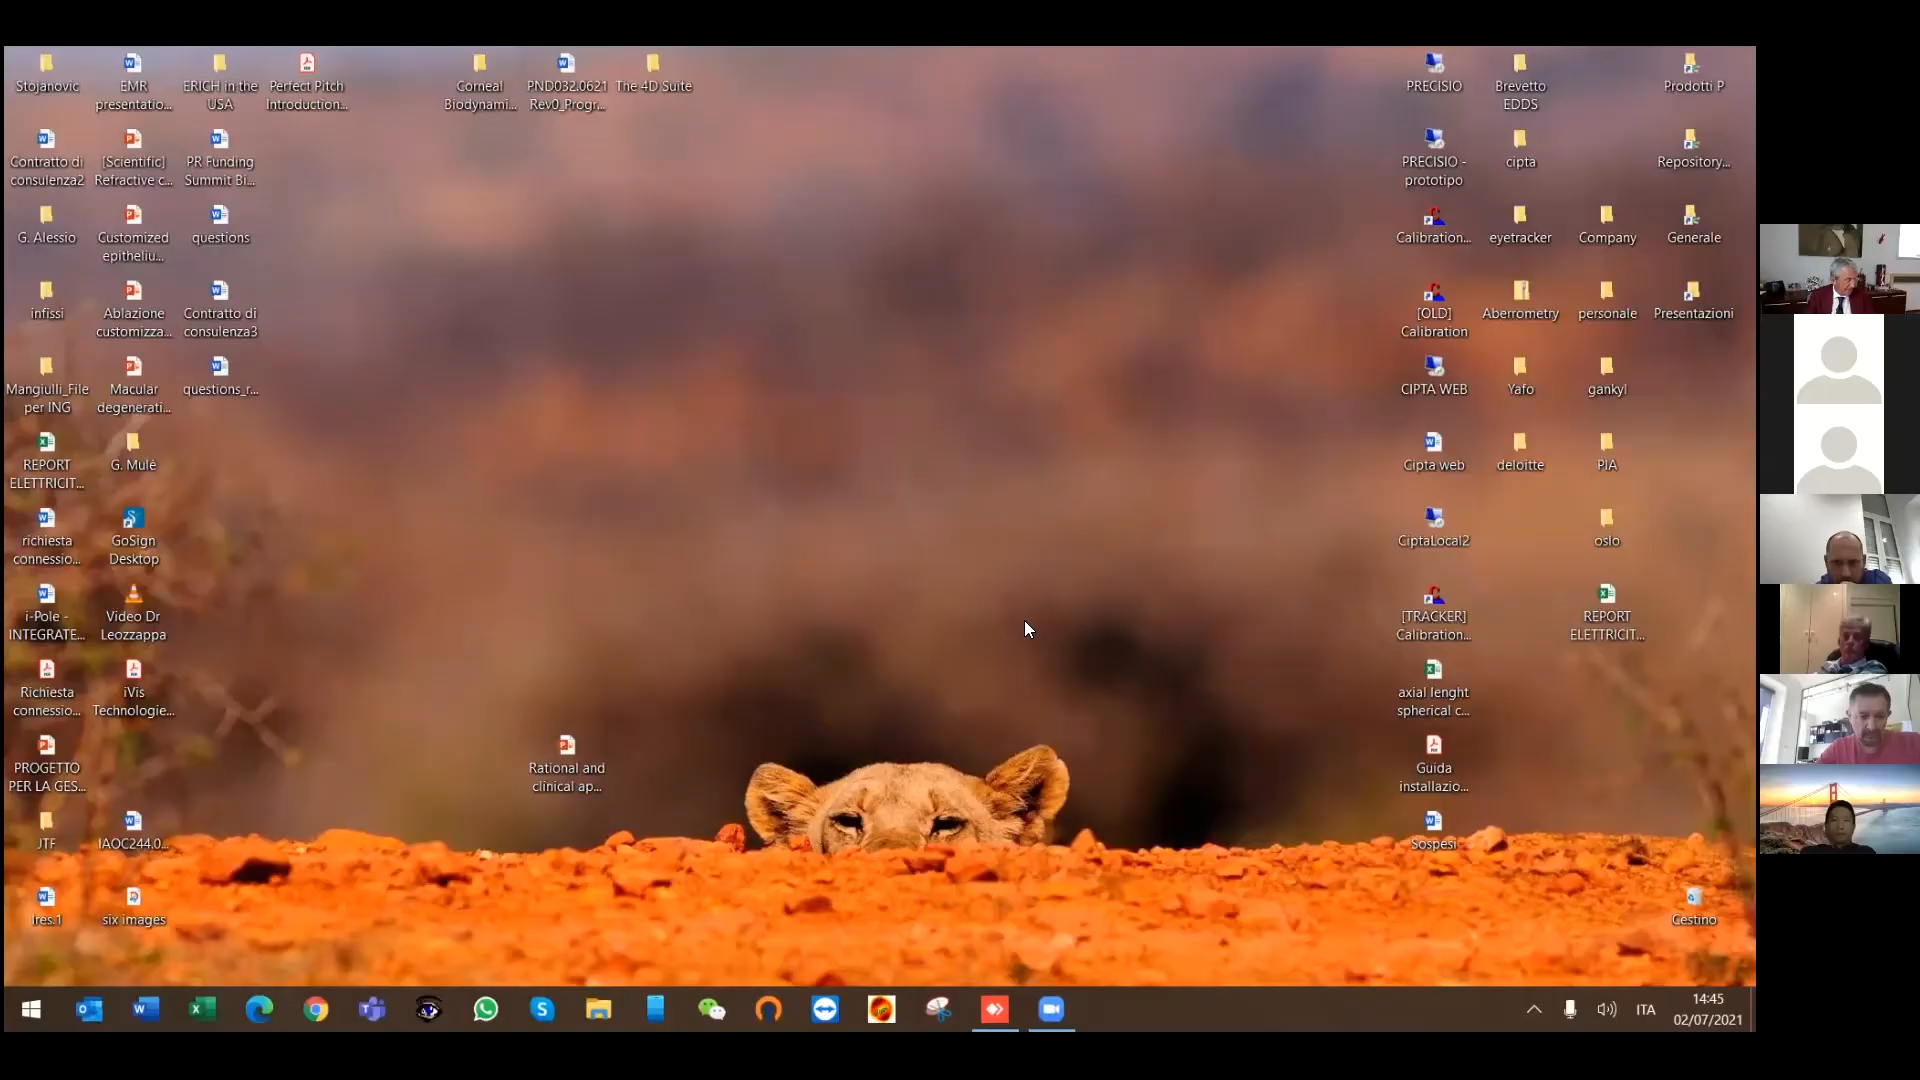 Stojanovic
EMR
presentatio...
ERICH in the
USA
Perfect Pitch
Introduction...
Corneal
Biodynami...
PND032.0621
Rev0_Progr...
The 4D Suite
PRECISIO
Brevetto
EDDS
Prodotti P
Contratto di
consulenza2
[Scientific]
Refractive c...
PR Funding
Summit Bi...
PRECISIO -
prototipo
cipta
Repository...
G. Alessio
Customized
epitheliu...
questions
Calibration...
eyetracker
Company
Generale
infissi
Ablazione
customizza...
Contratto di
consulenza3
[OLD]
Calibration
Aberrometry
personale
Presentazioni
Mangiulli_File
per ING
Macular
degenerati...
questions_r...
CIPTA WEB
Yafo
gankyl
REPORT
ELETTRICIT...
G. Mulé
Cipta web
deloitte
PIA
richiesta
connessio...
GoSign
Desktop
CiptaLocal2
oslo
i-Pole -
INTEGRATE...
Video Dr
Leozzappa
[TRACKER]
Calibration...
REPORT
ELETTRICIT...
Richiesta
connessio...
iVis
Technologie...
axial lenght
spherical c...
PROGETTO
PER LA GES...
Rational and
clinical ap...
Guida
installazio...
JTF
IAOC244.0...
Sospesi
Ires.1
six images
Cestino
ITA
14:45
02/07/2021